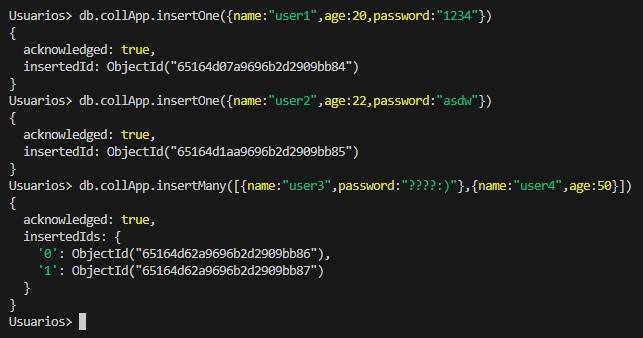 Usuarios> db.collApp.insertOne({name:"user1",age:20,password:"1234"})
{
  acknowledged: true,
  insertedId: ObjectId("65164d07a9696b2d2909bb84")
}
Usuarios> db.collApp.insertOne({name:"user2",age:22,password:"asdw"})
{
  acknowledged: true,
  insertedId: ObjectId("65164d1aa9696b2d2909bb85")
}
Usuarios> db.collApp.insertMany([{name:"user3",password:"????:)"},{name:"user4",age:50}])
{
  acknowledged: true,
  insertedIds: {
    '0': ObjectId("65164d62a9696b2d2909bb86"),
    '1': ObjectId("65164d62a9696b2d2909bb87")
  }
}
Usuarios>